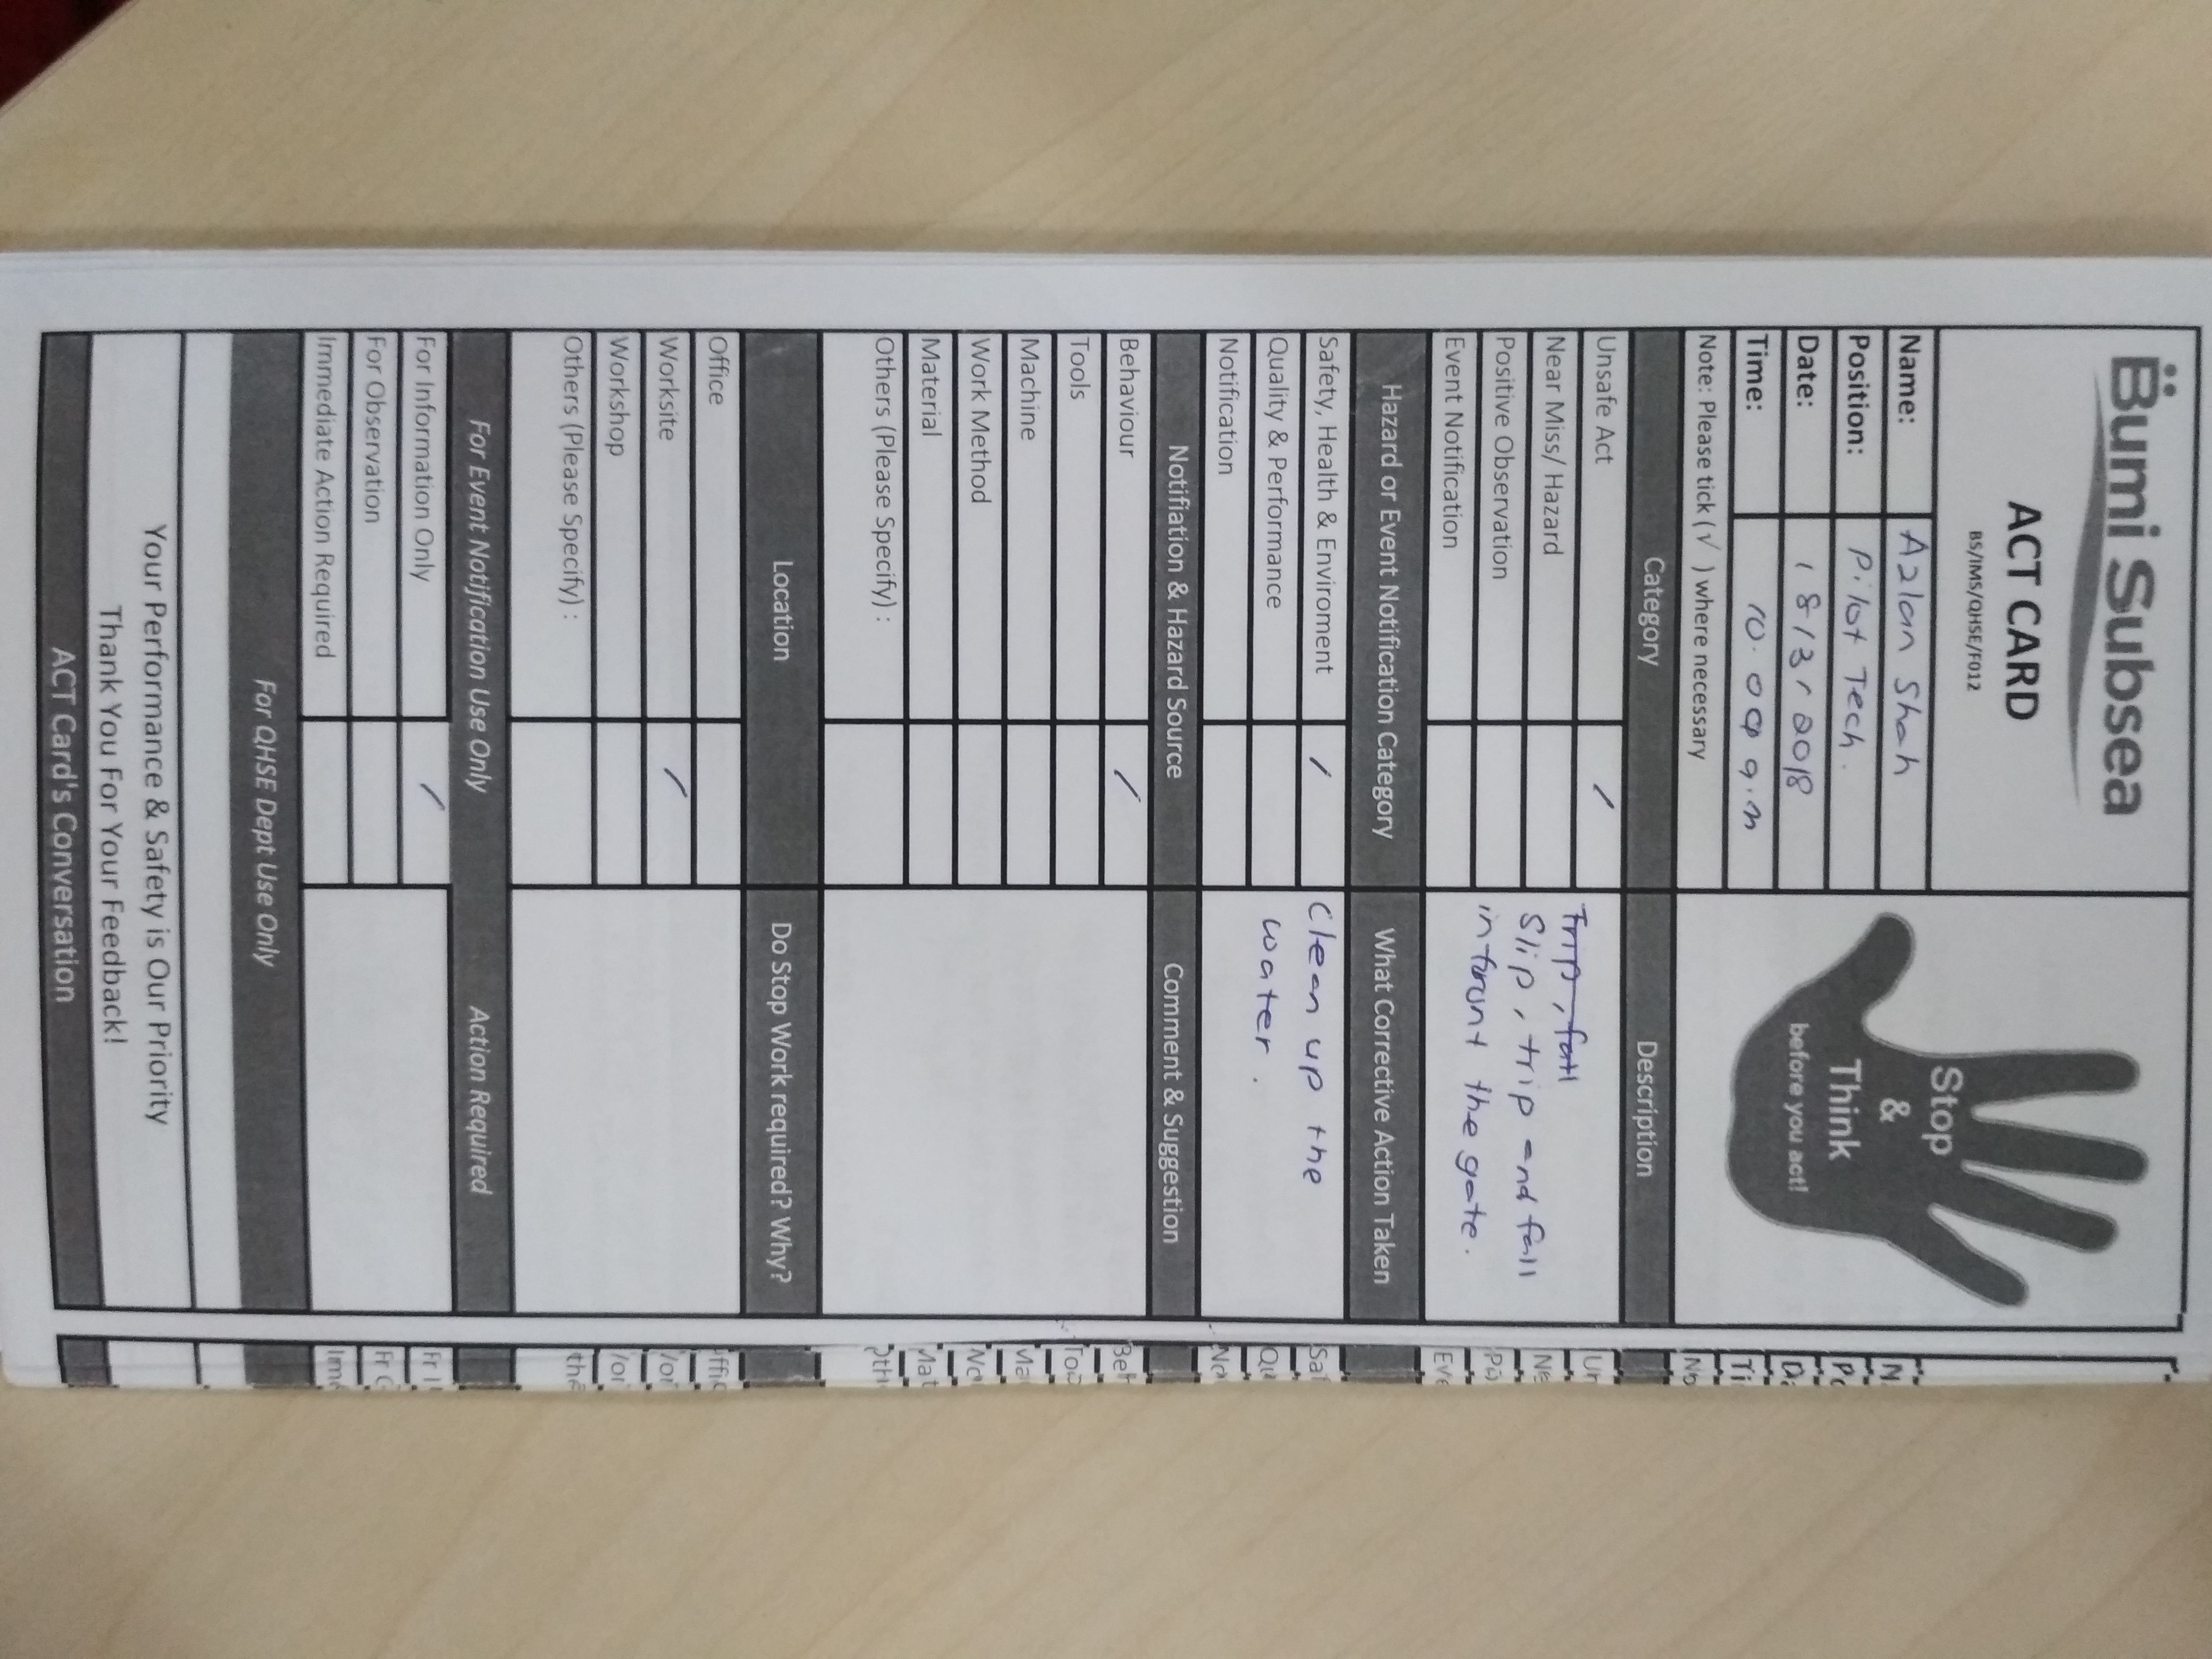 Bumi Subsea
ACT CARD
BS/IMS/QHSE/F012
Stop
&
Think
before you act!
Name: Azlan Shah
Position: Pilot Tech.
Date: 18/3/2018
Time: 10.00 a.m
Note: Please tick (√ ) where necessary
Category Description
Unsafe Act /
Near Miss/ Hazard
Positive Observation
Event Notification
Trip, fall
Slip, trip and fall
infront the gate.
Hazard or Event Notification Category What Corrective Action Taken
Safety, Health & Enviroment /
Quality & Performance
Notification
Clean up the
water.
Notifiation & Hazard Source Comment & Suggestion
Behaviour /
Tools
Machine
Work Method
Material
Others (Please Specify) :
Location Do Stop Work required? Why?
Office
Worksite /
Workshop
Others (Please Specify) :
For Event Notification Use Only Action Required
For Information Only /
For Observation
Immediate Action Required
For QHSE Dept Use Only
Your Performance & Safety is Our Priority
Thank You For Your Feedback!
ACT Card's Conversation